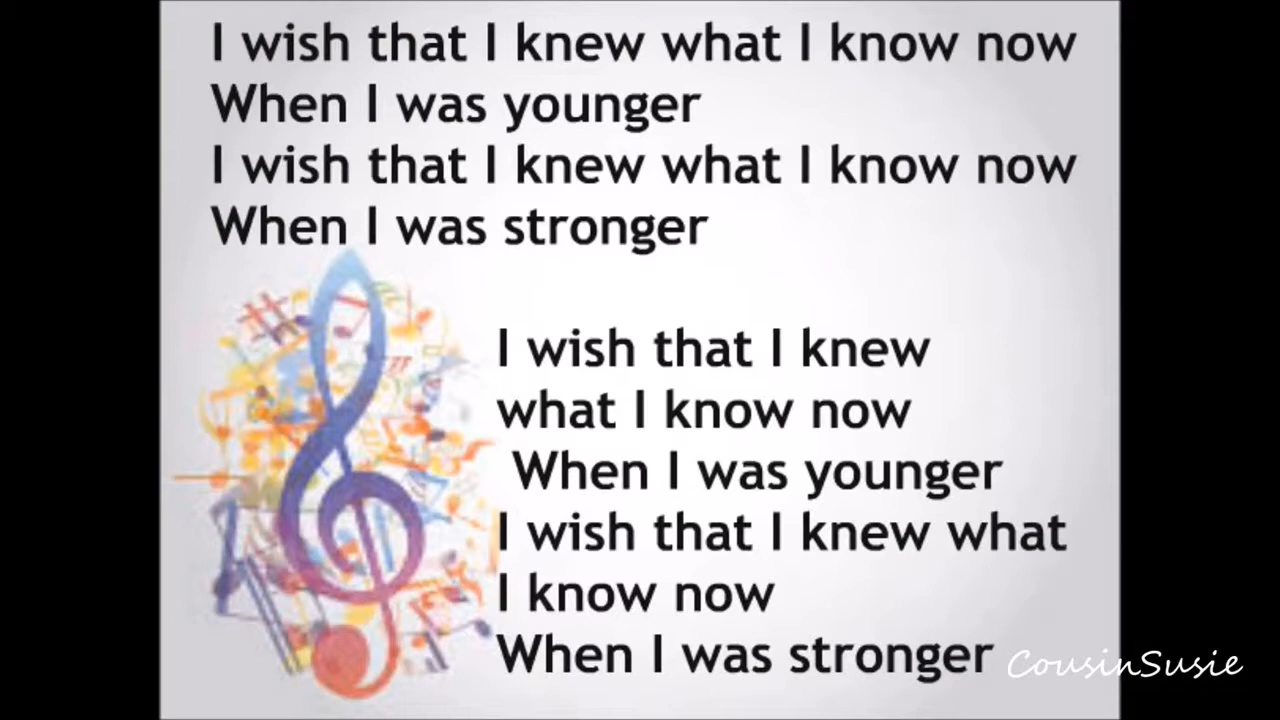 I wish that I knew what I know now
When I was younger
I wish that I knew what I know now
When I was stronger
I wish that I knew
what I know now
When I was younger
I wish that I knew what
I know now
When I was stronger
CousinSusie